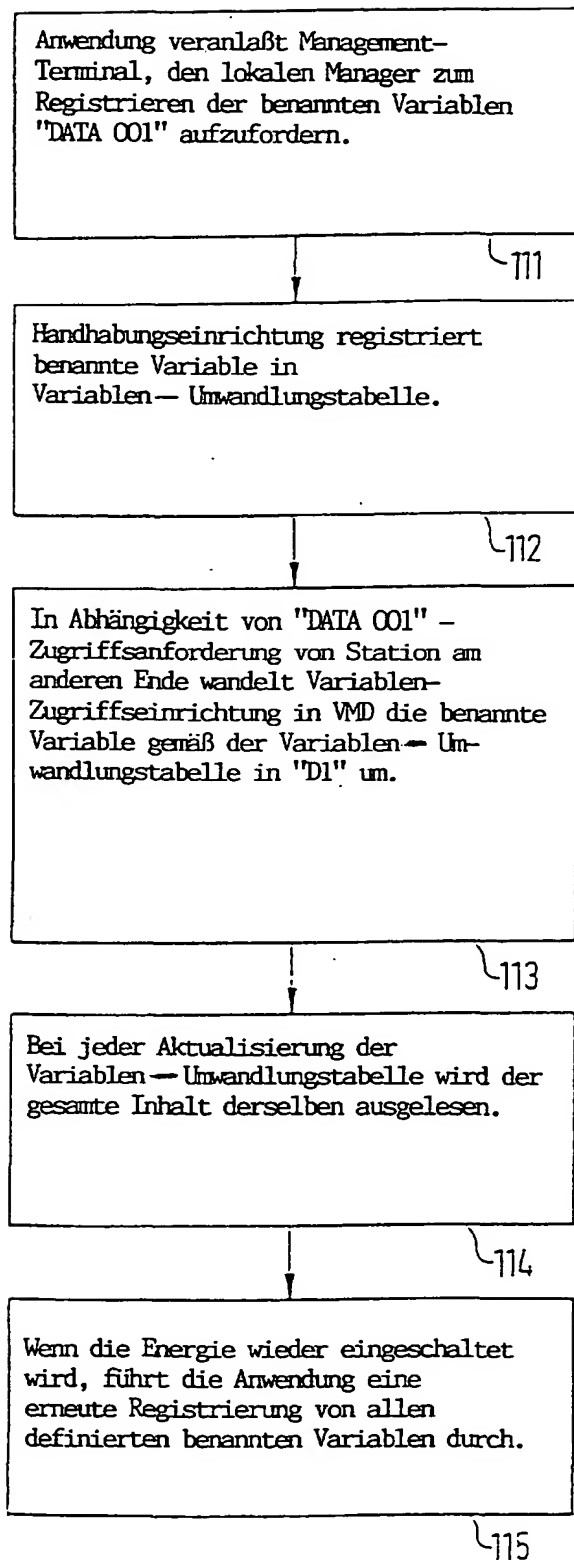 Anwendung veranlaßt Management-
Terminal, den lokalen Manager zum
Registrieren der benannten Variablen
"DATA 001" aufzufordern.
111
Handhabungseinrichtung registriert
benannte Variable in
Variablen— Umwandlungstabelle.
112
In Abhängigkeit von "DATA 001" –
Zugriffsanforderung von Station am
anderen Ende wandelt Variablen-
Zugriffseinrichtung in VMD die benannte
Variable gemäß der Variablen— Um-
wandlungstabelle in "D1" um.
113
Bei jeder Aktualisierung der
Variablen—Umwandlungstabelle wird der
gesamte Inhalt derselben ausgelesen.
114
Wenn die Energie wieder eingeschaltet
wird, führt die Anwendung eine
erneute Registrierung von allen
definierten benannten Variablen durch.
115